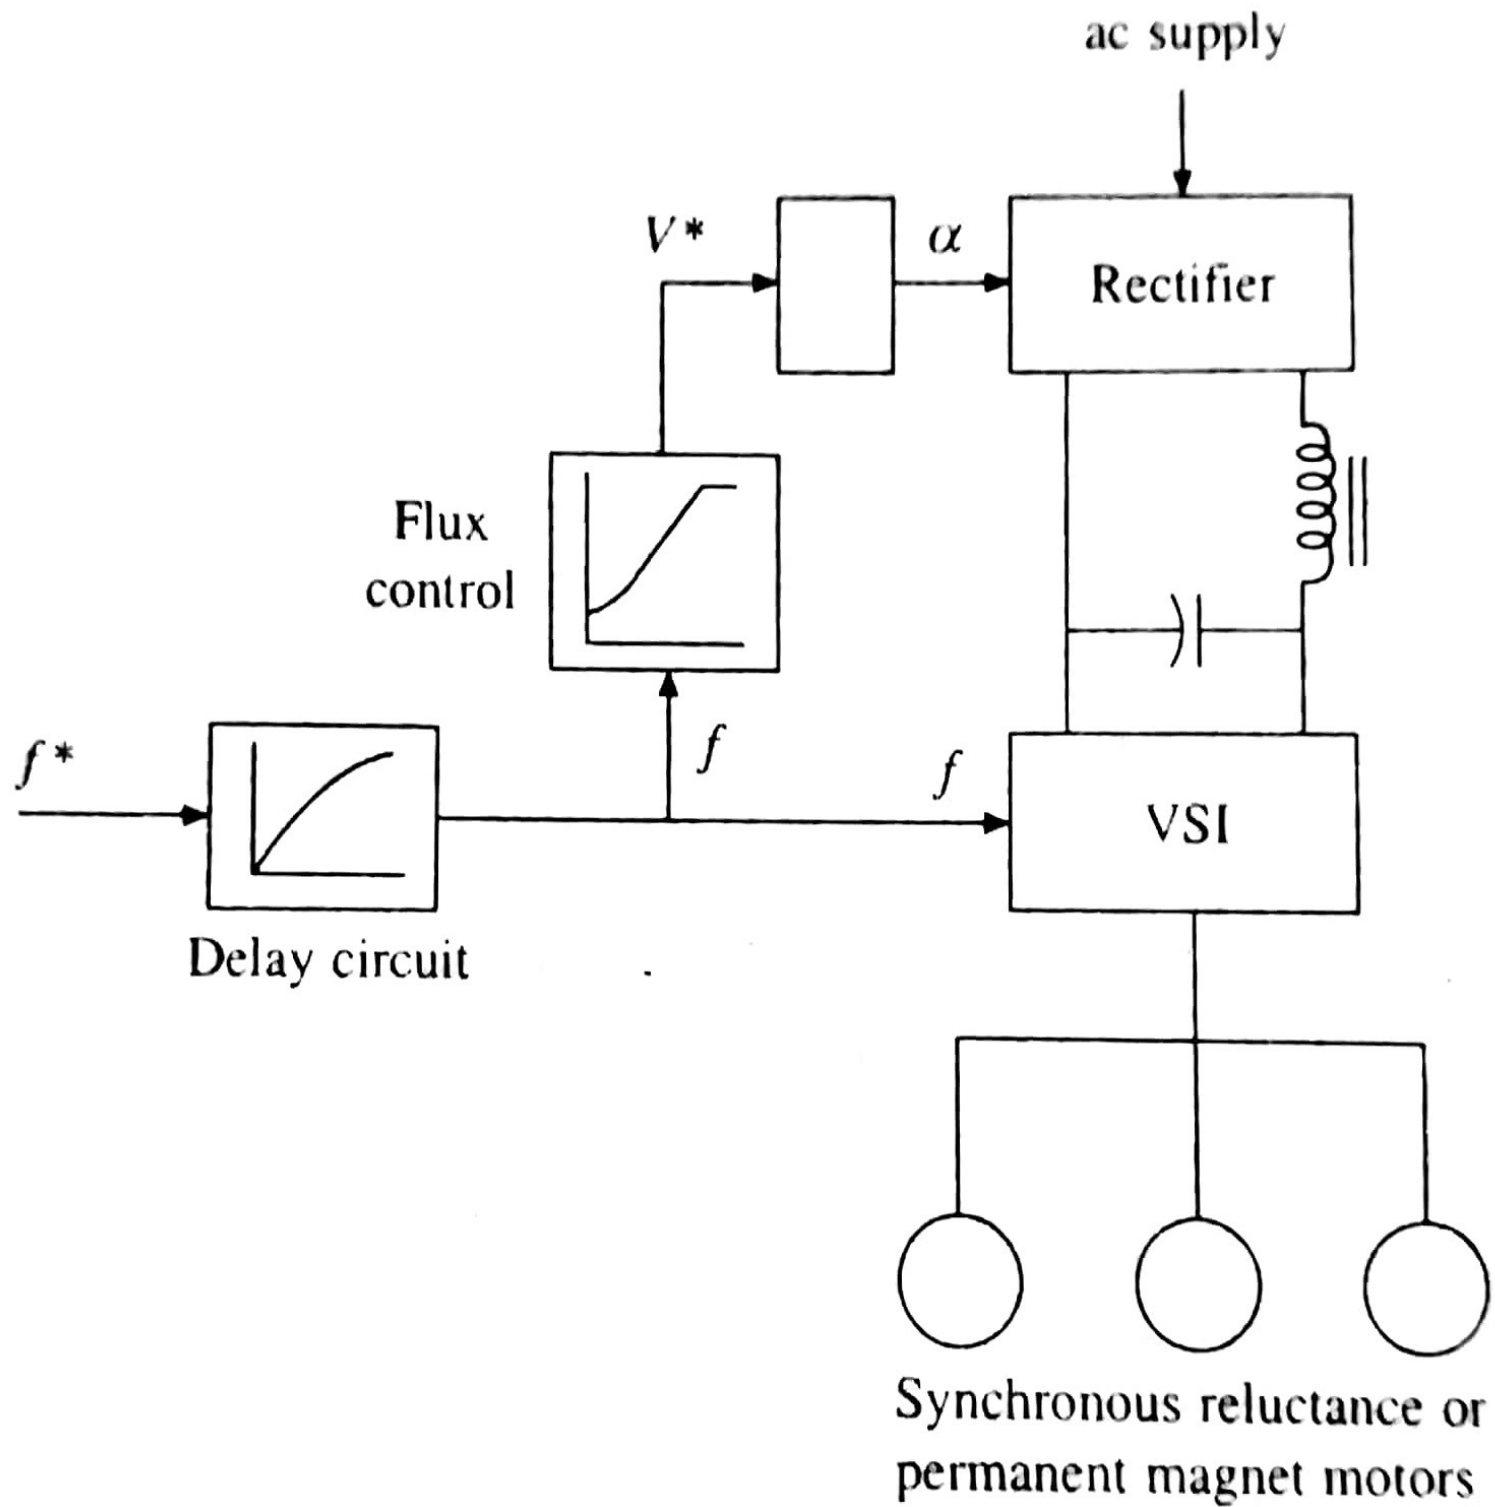 ac supply
V*
α
Rectifier
Flux
control
f*
f
f
VSI
Delay circuit
Synchronous reluctance or
permanent magnet motors